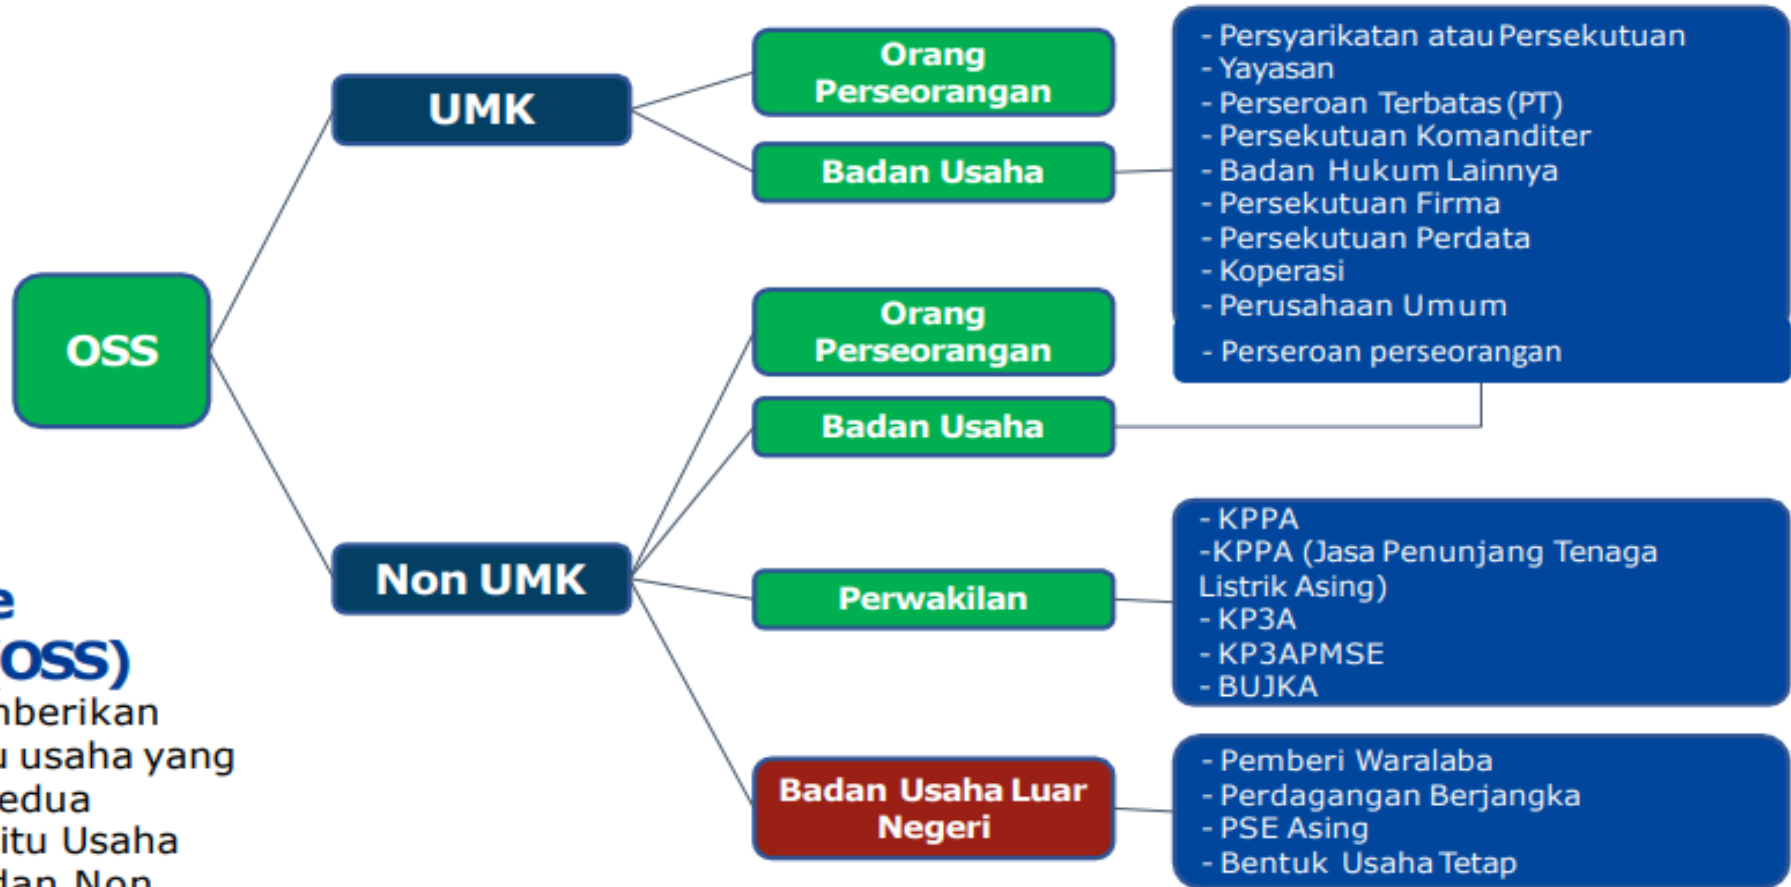 OSS
UMK
Non UMK
Orang
Perseorangan
Badan Usaha
- Persyarikatan atau Persekutuan
- Yayasan
- Perseroan Terbatas (PT)
- Persekutuan Komanditer
- Badan Hukum Lainnya
- Persekutuan Firma
- Persekutuan Perdata
- Koperasi
- Perusahaan Umum
- Perseroan perseorangan
Orang
Perseorangan
Badan Usaha
Perwakilan
- KPPA
-KPPA (Jasa Penunjang Tenaga
Listrik Asing)
- KP3A
- KP3APMSE
- BUJKA
Badan Usaha Luar
Negeri
- Pemberi Waralaba
- Perdagangan Berjangka
- PSE Asing
- Bentuk Usaha Tetap
e
(OSS)
mberikan
u usaha yang
edua
itu Usaha
dan Non